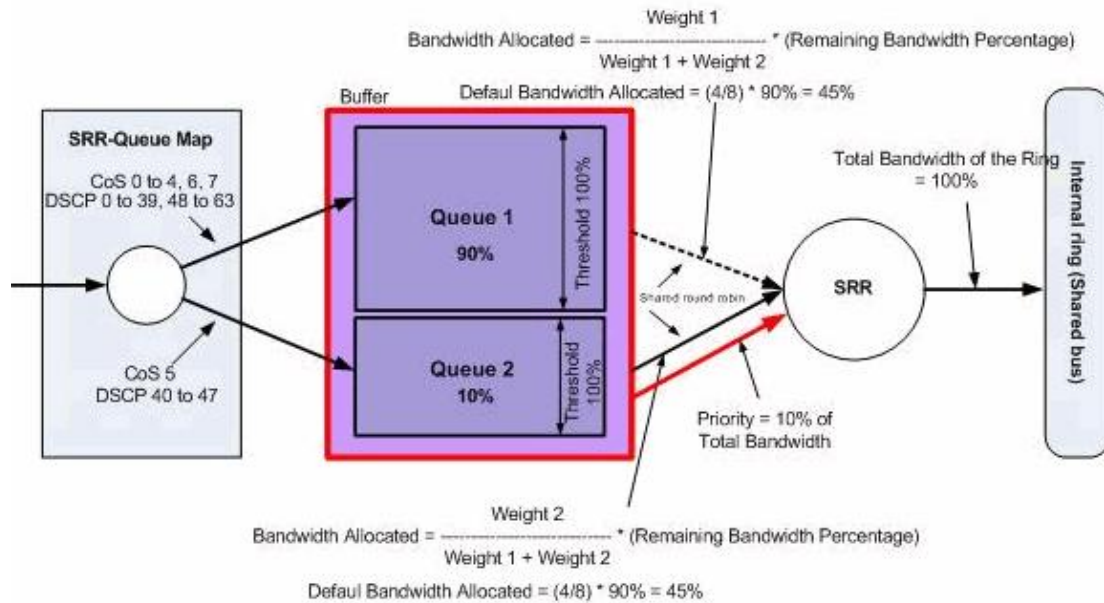 Weight 1
Bandwidth Allocated = ------------------------------ * (Remaining Bandwidth Percentage)
Weight 1 + Weight 2
Defaul Bandwidth Allocated = (4/8) * 90% = 45%
Buffer
SRR-Queue Map
CoS 0 to 4, 6, 7
DSCP 0 to 39, 48 to 63
CoS 5
DSCP 40 to 47
Queue 1
90%
Threshold 100%
Queue 2
10%
Threshold
100%
Shared round robin
SRR
Priority = 10% of
Total Bandwidth
Total Bandwidth of the Ring
= 100%
Internal ring (Shared bus)
Weight 2
Bandwidth Allocated = ------------------------------ * (Remaining Bandwidth Percentage)
Weight 1 + Weight 2
Defaul Bandwidth Allocated = (4/8) * 90% = 45%